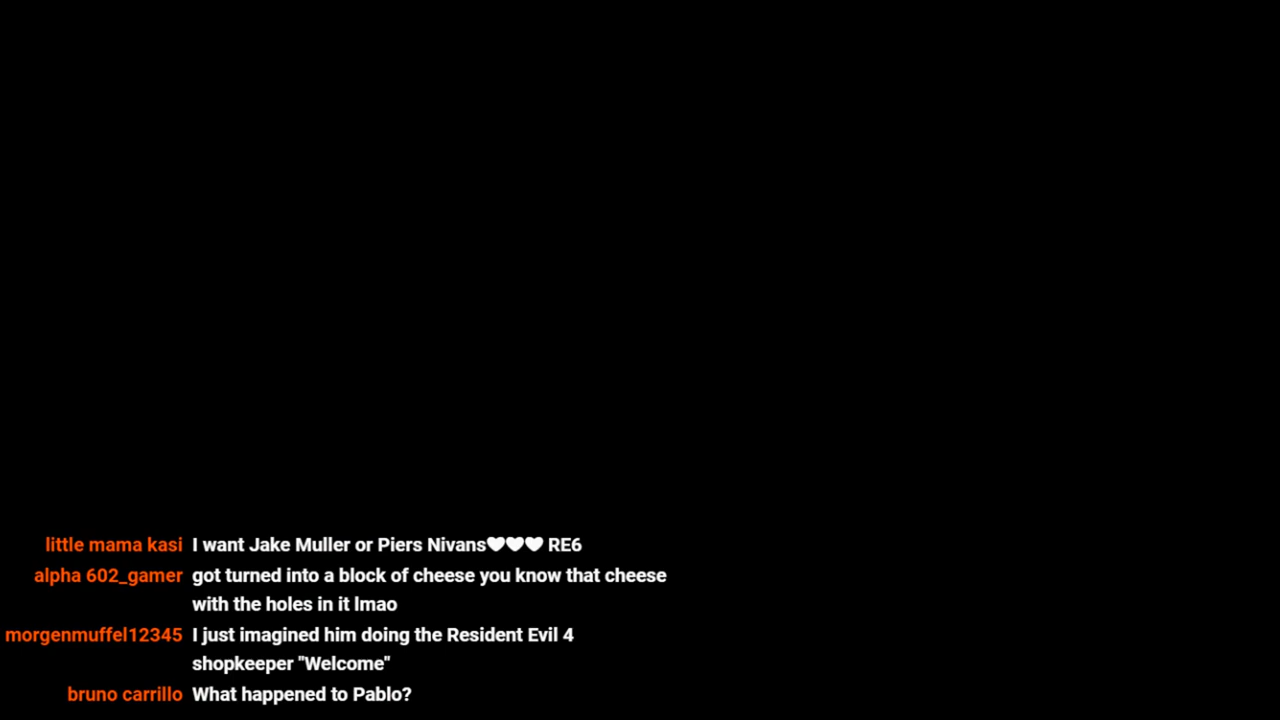 little mama kasi I want Jake Muller or Piers Nivans🤍🤍🤍 RE6
alpha 602_gamer got turned into a block of cheese you know that cheese
with the holes in it lmao
morgenmuffel12345 I just imagined him doing the Resident Evil 4
shopkeeper "Welcome"
bruno carrillo What happened to Pablo?